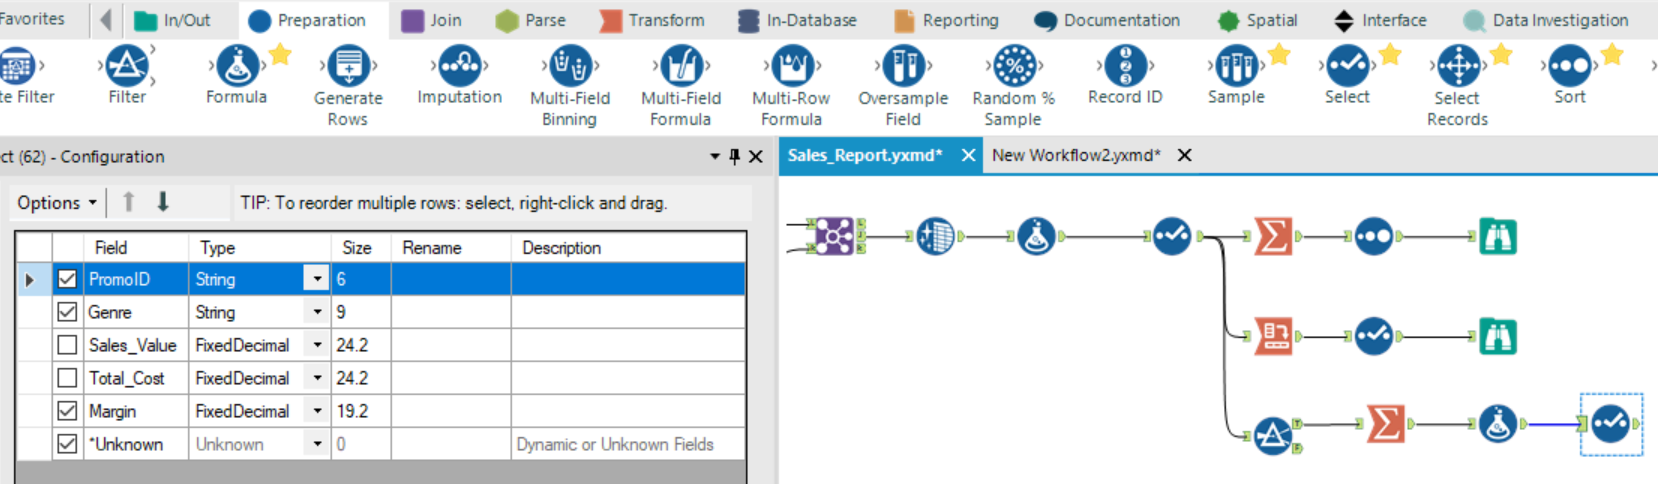 Favorites In/Out Preparation Join Parse Transform In-Database Reporting Documentation Spatial Interface Data Investigation
te Filter Filter Formula Generate Rows Imputation Multi-Field Binning Multi-Field Formula Multi-Row Formula Oversample Field Random % Sample Record ID Sample Select Select Records Sort
1
2
3
ct (62) - Configuration
Sales_Report.yxmd* New Workflow2.yxmd*
Options TIP: To reorder multiple rows: select, right-click and drag.
Field Type Size Rename Description
PromoID String 6
Genre String 9
Sales_Value FixedDecimal 24.2
Total_Cost FixedDecimal 24.2
Margin FixedDecimal 19.2
*Unknown Unknown 0 Dynamic or Unknown Fields
L
J
R
T
F